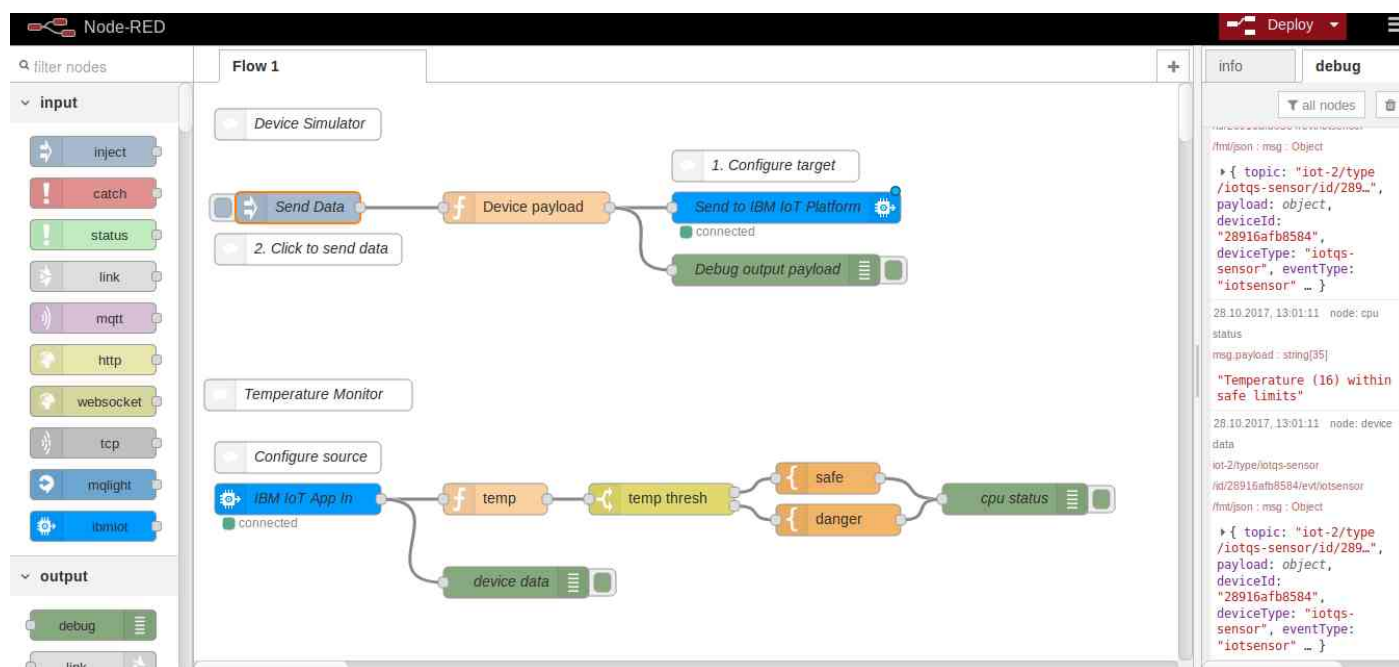 Node-RED
Deploy
filter nodes
Flow 1
info
debug
input
all nodes
inject
catch
status
link
mqtt
http
websocket
tcp
mqlight
ibmiot
output
debug
link
Device Simulator
1. Configure target
Send Data
Device payload
Send to IBM IoT Platform
connected
2. Click to send data
Debug output payload
Temperature Monitor
Configure source
IBM IoT App In
connected
temp
temp thresh
safe
danger
cpu status
device data
/fmt/json : msg : Object
{ topic: "iot-2/type
/iotqs-sensor/id/289…",
payload: object,
deviceId:
"28916afb8584",
deviceType: "iotqs-
sensor", eventType:
"iotsensor" … }
28.10.2017, 13:01:11 node: cpu
status
msg.payload : string[35]
"Temperature (16) within
safe limits"
28.10.2017, 13:01:11 node: device
data
iot-2/type/iotqs-sensor
/id/28916afb8584/evt/iotsensor
/fmt/json : msg : Object
{ topic: "iot-2/type
/iotqs-sensor/id/289…",
payload: object,
deviceId:
"28916afb8584",
deviceType: "iotqs-
sensor", eventType:
"iotsensor" … }